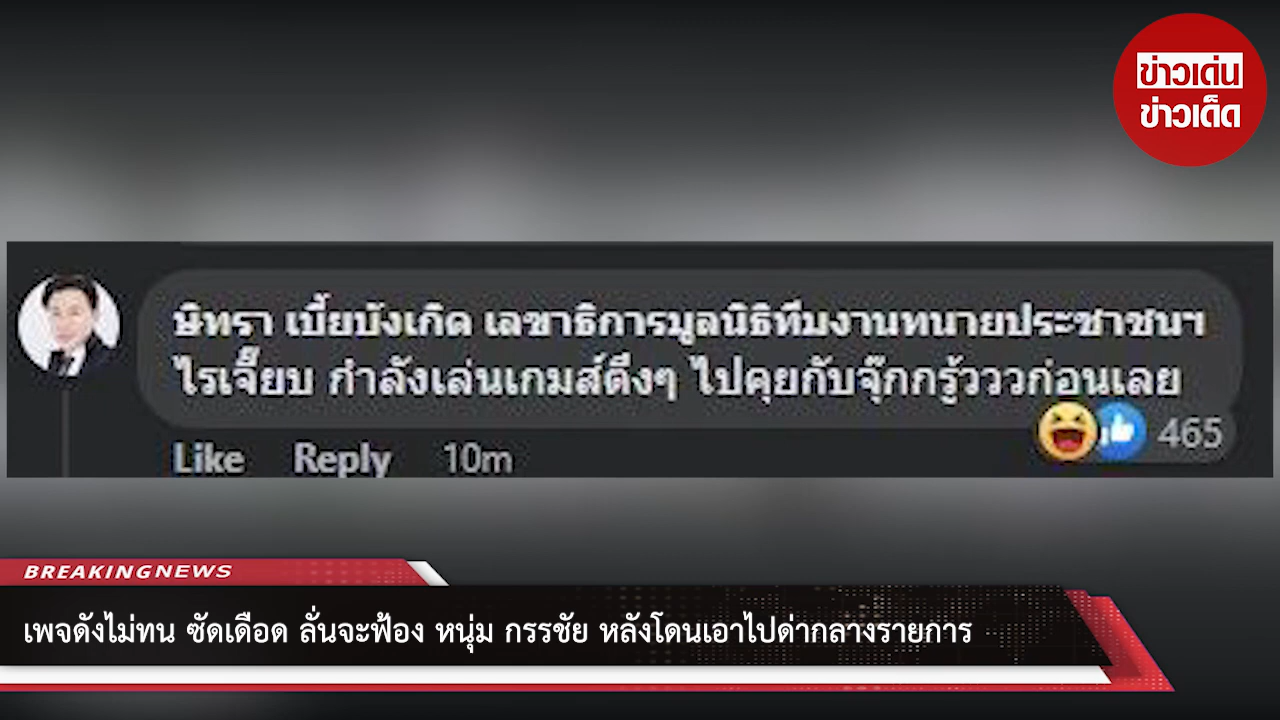 ข่าวเด่น
ข่าวเด็ด
ษิทรา เบี้ยบังเกิด เลขาธิการมูลนิธิทีมงานทนายประชาชนฯ
ไรเจี๊ยบ กำลังเล่นเกมส์ตึงๆ ไปคุยกับจุ๊กกรู้วววก่อนเลย
Like Reply 10m 465
BREAKING NEWS
เพจดังไม่ทน ซัดเดือด ลั่นจะฟ้อง หนุ่ม กรรชัย หลังโดนเอาไปด่ากลางรายการ